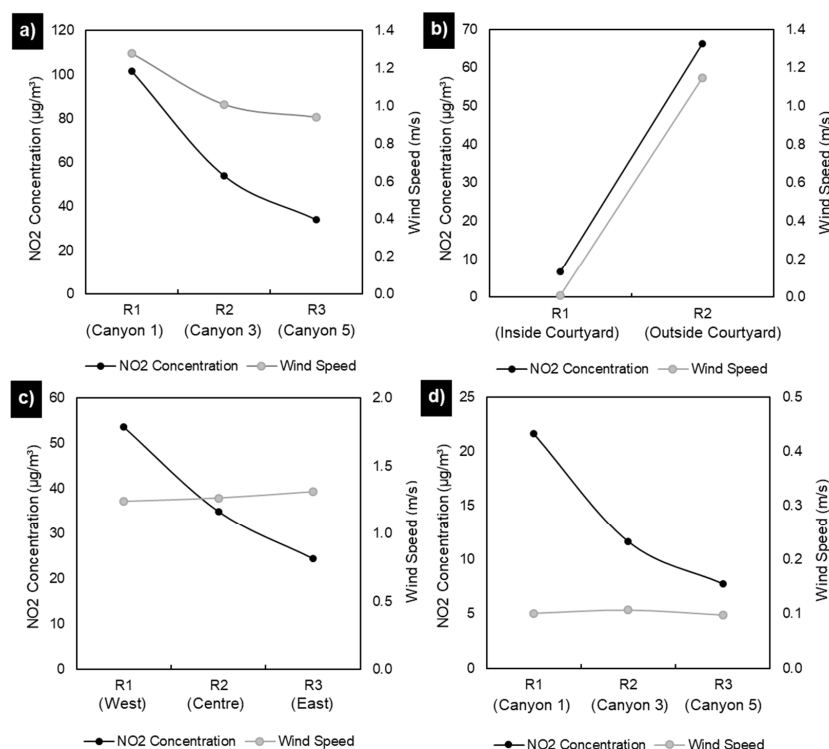 a)
NO2 Concentration (µg/m³)
120
100
80
60
40
20
0
1.4
1.2
1.0
0.8
0.6
0.4
0.2
0.0
Wind Speed (m/s)
R1 R2 R3
(Canyon 1) (Canyon 3) (Canyon 5)
NO2 Concentration Wind Speed
b)
NO2 Concentration (µg/m³)
70
60
50
40
30
20
10
0
1.4
1.2
1.0
0.8
0.6
0.4
0.2
0.0
Wind Speed (m/s)
R1 R2
(Inside Courtyard) (Outside Courtyard)
NO2 Concentration Wind Speed
c)
NO2 Concentration (µg/m³)
60
50
40
30
20
10
0
2.0
1.5
1.0
0.5
0.0
Wind Speed (m/s)
R1 R2 R3
(West) (Centre) (East)
NO2 Concentration Wind Speed
d)
NO2 Concentration (µg/m³)
25
20
15
10
5
0
0.5
0.4
0.3
0.2
0.1
0.0
Wind Speed (m/s)
R1 R2 R3
(Canyon 1) (Canyon 3) (Canyon 5)
NO2 Concentration Wind Speed